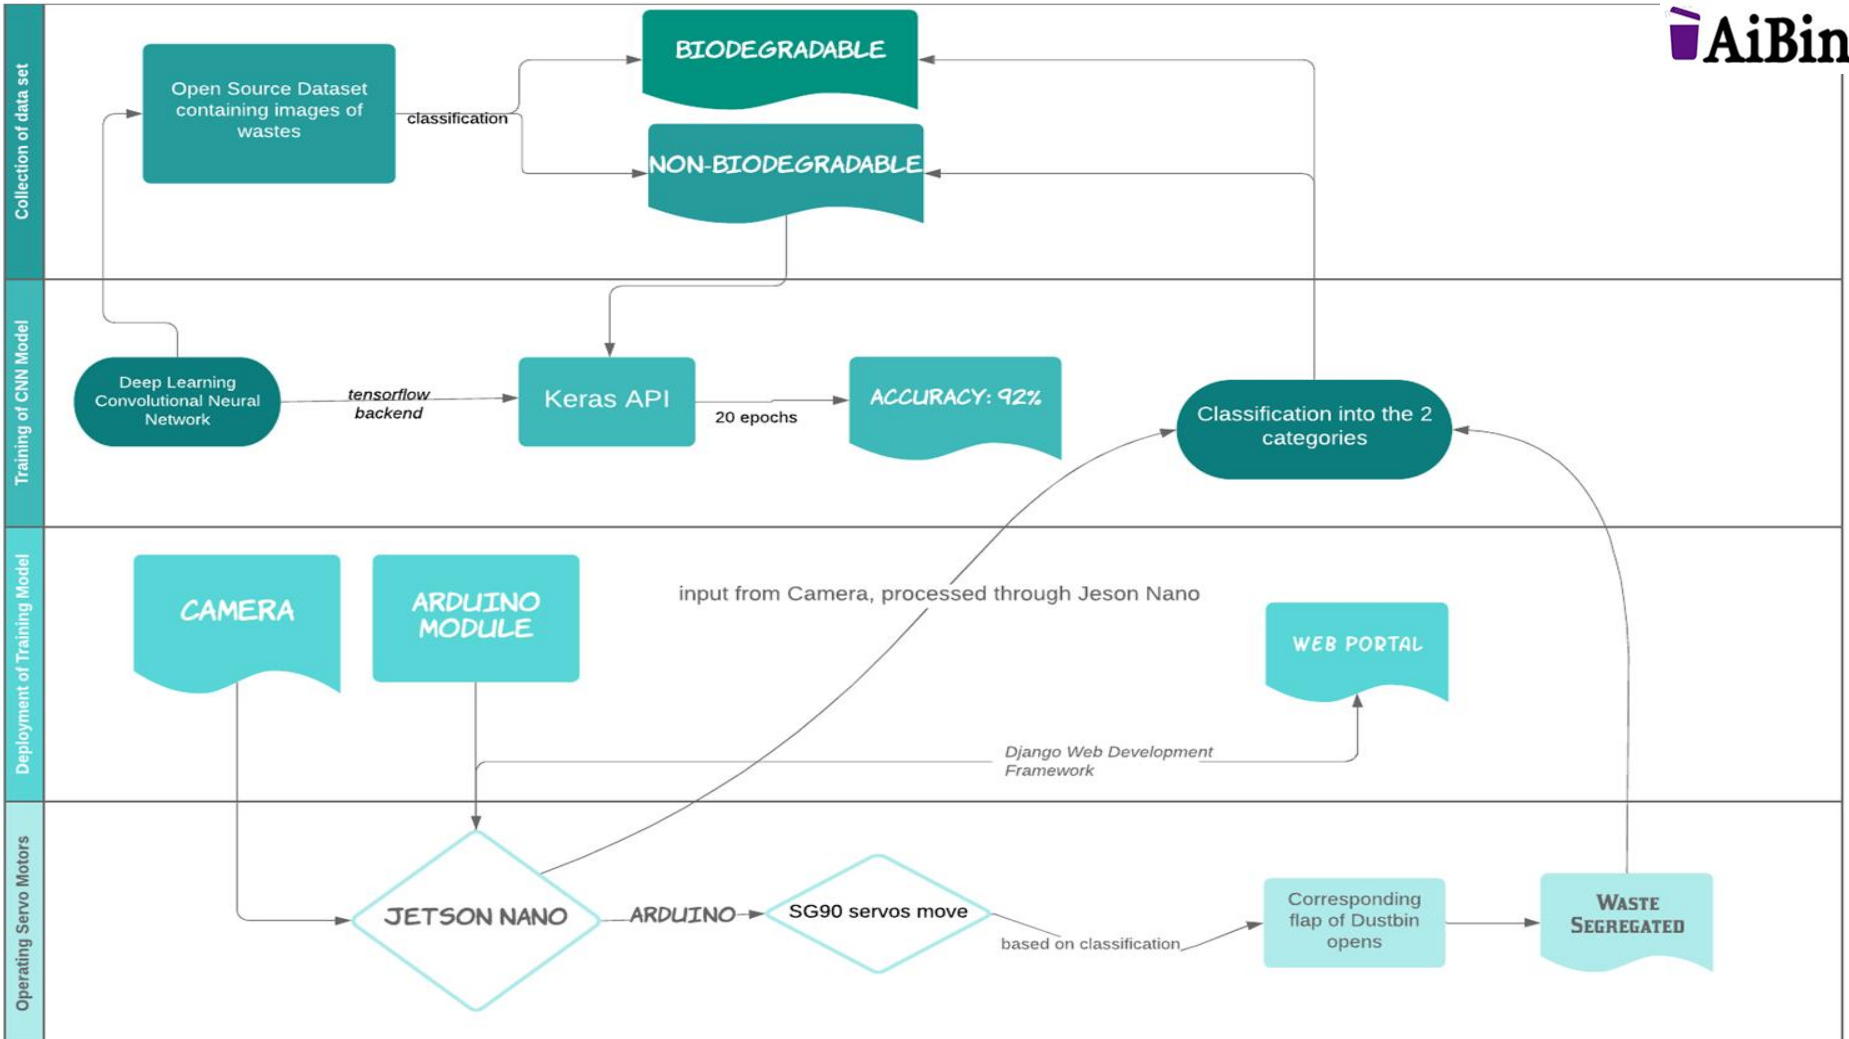 AiBin
Collection of data set
Open Source Dataset
containing images of
wastes
classification
BIODEGRADABLE
NON-BIODEGRADABLE
Training of CNN Model
Deep Learning
Convolutional Neural
Network
tensorflow
backend
Keras API
20 epochs
ACCURACY: 92%
Classification into the 2
categories
Deployment of Training Model
CAMERA
ARDUINO
MODULE
input from Camera, processed through Jeson Nano
WEB PORTAL
Django Web Development
Framework
Operating Servo Motors
JETSON NANO
ARDUINO
SG90 servos move
based on classification
Corresponding
flap of Dustbin
opens
WASTE
SEGREGATED